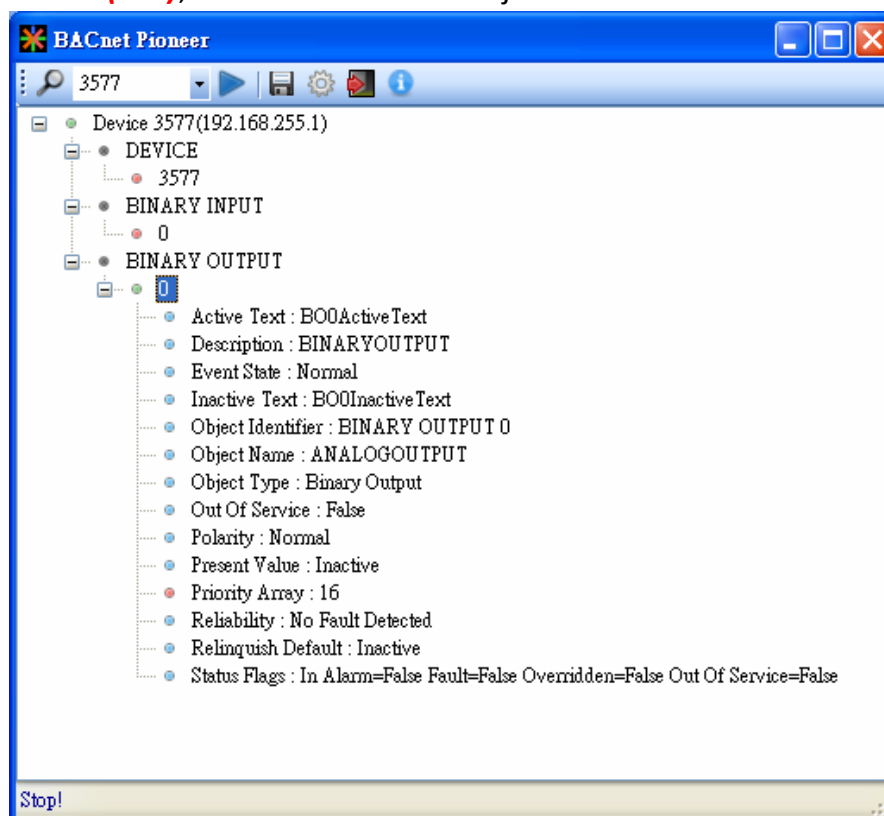 BACnet Pioneer
3577
Device 3577(192.168.255.1)
DEVICE
3577
BINARY INPUT
0
BINARY OUTPUT
0
Active Text : BO0ActiveText
Description : BINARYOUTPUT
Event State : Normal
Inactive Text : BO0InactiveText
Object Identifier : BINARY OUTPUT 0
Object Name : ANALOGOUTPUT
Object Type : Binary Output
Out Of Service : False
Polarity : Normal
Present Value : Inactive
Priority Array : 16
Reliability : No Fault Detected
Relinquish Default : Inactive
Status Flags : In Alarm=False Fault=False Overridden=False Out Of Service=False
Stop!